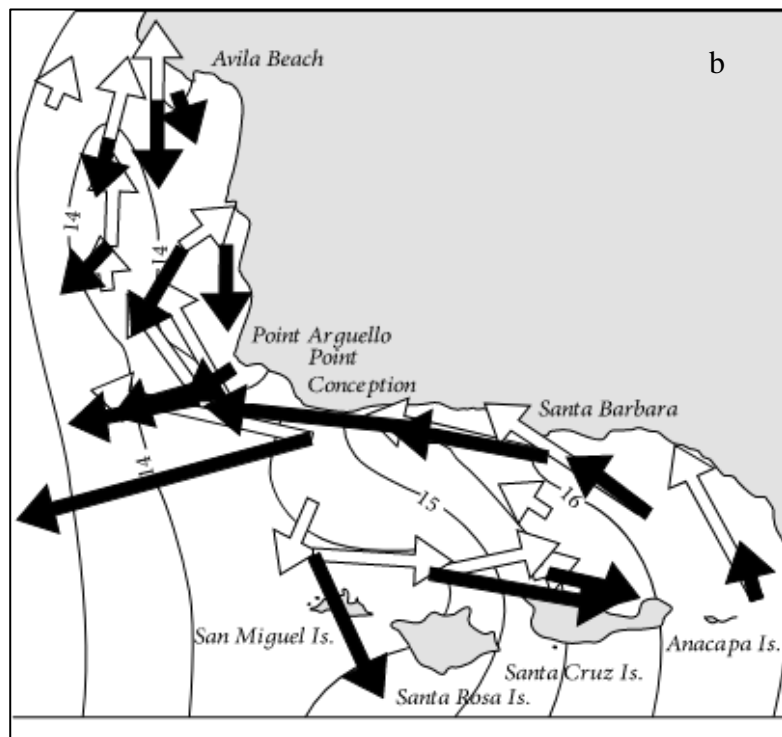 b
Avila Beach
14
14
Point Arguello
Point
Conception
Santa Barbara
14
15
16
San Miguel Is.
Santa Rosa Is.
Santa Cruz Is.
Anacapa Is.